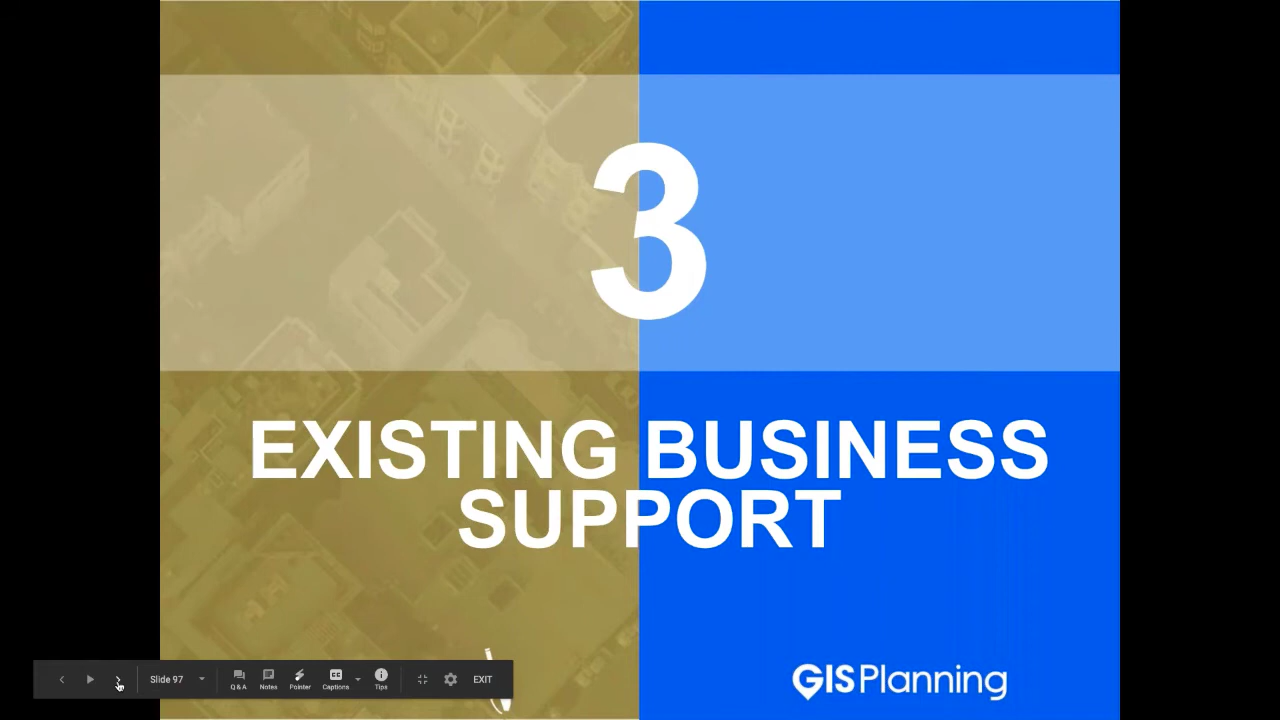 3
EXISTING BUSINESS
SUPPORT
GISPlanning
Slide 97
Q & A
Notes
Pointer
Captions
Tips
EXIT